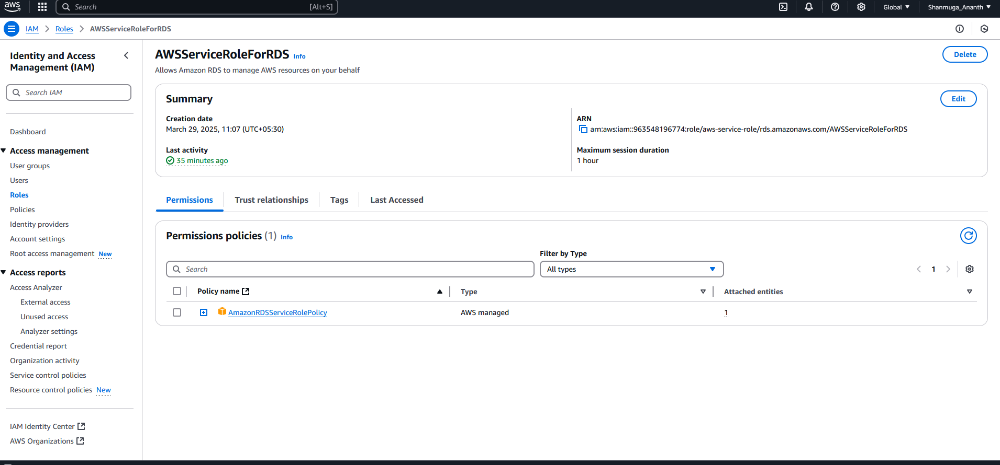 aws
Search [Alt+S]
Global
Shanmuga_Ananth
IAM
Roles
AWSServiceRoleForRDS
Identity and Access
Management (IAM)
Search IAM
Dashboard
Access management
User groups
Users
Roles
Policies
Identity providers
Account settings
Root access management New
Access reports
Access Analyzer
External access
Unused access
Analyzer settings
Credential report
Organization activity
Service control policies
Resource control policies New
IAM Identity Center
AWS Organizations
AWSServiceRoleForRDS Info
Delete
Allows Amazon RDS to manage AWS resources on your behalf
Summary
Edit
Creation date
March 29, 2025, 11:07 (UTC+05:30)
ARN
arn:aws:iam::963548196774:role/aws-service-role/rds.amazonaws.com/AWSServiceRoleForRDS
Last activity
35 minutes ago
Maximum session duration
1 hour
Permissions
Trust relationships
Tags
Last Accessed
Permissions policies (1) Info
Filter by Type
Search
All types
1
Policy name
Type
Attached entities
AmazonRDSServiceRolePolicy
AWS managed
1